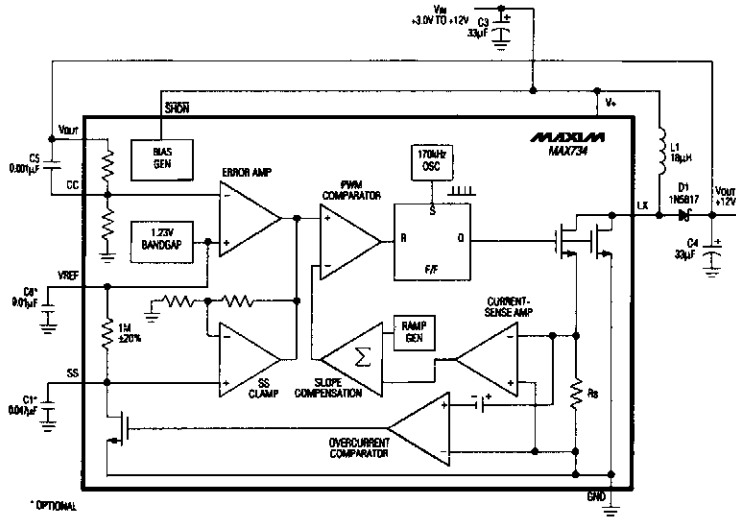 VIN
+3.0V TO +12V
C3
33µF
SHDN
V+
VOUT
C5
0.001µF
CC
BIAS
GEN
MAXIM
MAX734
L1
18µH
ERROR AMP
170kHz
OSC
PWM
COMPARATOR
D1
1N5817
VOUT
+12V
LX
S
R
Q
F/F
1.23V
BANDGAP
C4
33µF
VREF
C6*
0.01µF
1M
±20%
CURRENT-
SENSE AMP
RAMP
GEN
Σ
SS
C1*
0.047µF
SS
CLAMP
SLOPE
COMPENSATION
RS
OVERCURRENT
COMPARATOR
GND
* OPTIONAL